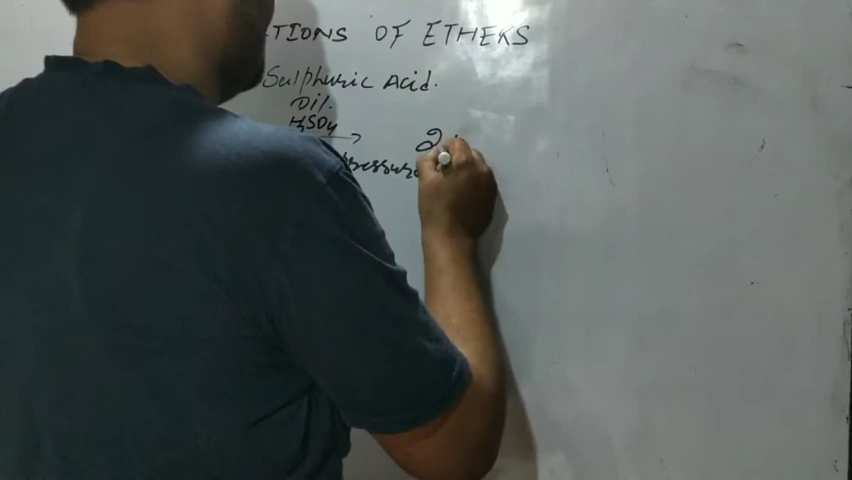 TIONS OF ETHERS
Sulphuric Acid.
Dil.
H₂SO₄
→ 2
pressure